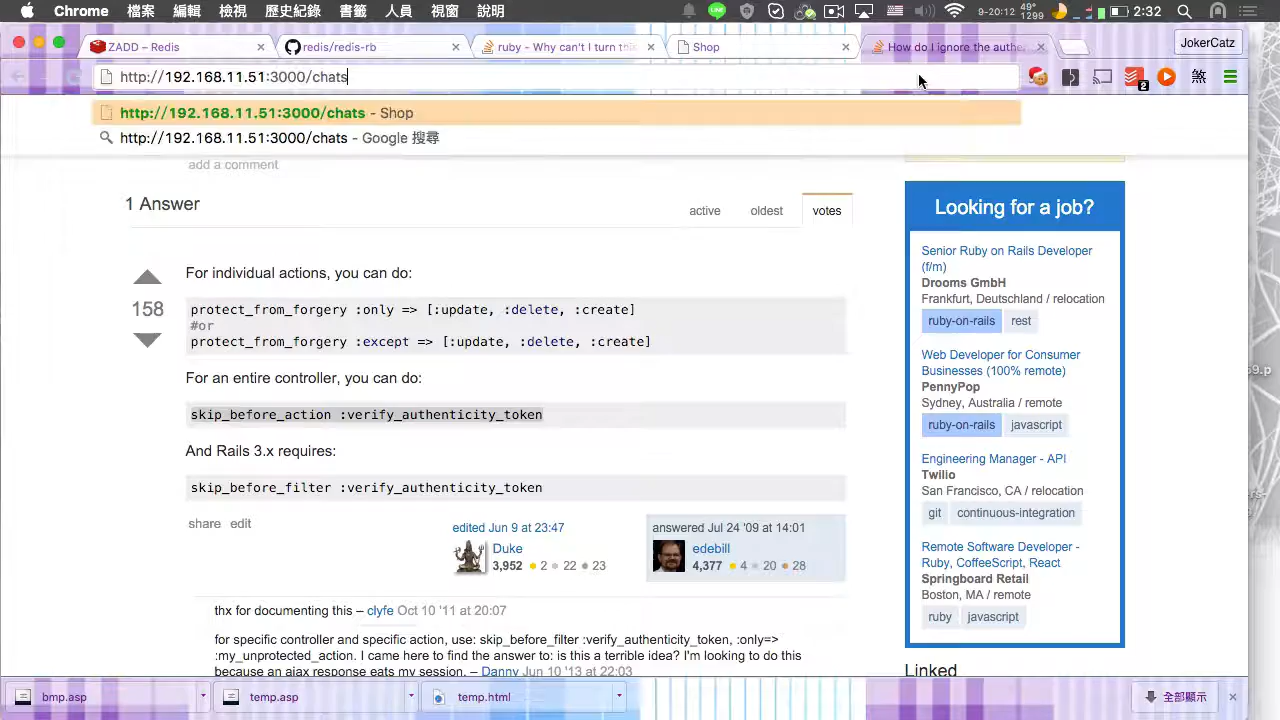 Chrome 檔案 編輯 檢視 歷史紀錄 書籤 人員 視窗 說明 9-20:12 49° 1289 2:32
ZADD – Redis × redis/redis-rb × ruby - Why can't I turn this × Shop × How do I ignore the authe × JokerCatz
http://192.168.11.51:3000/chats
2
煞
http://192.168.11.51:3000/chats - Shop
http://192.168.11.51:3000/chats - Google 搜尋
add a comment
1 Answer
active oldest votes
158
For individual actions, you can do:
protect_from_forgery :only => [:update, :delete, :create]
#or
protect_from_forgery :except => [:update, :delete, :create]
For an entire controller, you can do:
skip_before_action :verify_authenticity_token
And Rails 3.x requires:
skip_before_filter :verify_authenticity_token
share edit
edited Jun 9 at 23:47
Duke
3,952 2 22 23
answered Jul 24 '09 at 14:01
edebill
4,377 4 20 28
thx for documenting this – clyfe Oct 10 '11 at 20:07
for specific controller and specific action, use: skip_before_filter :verify_authenticity_token, :only=>
:my_unprotected_action. I came here to find the answer to: is this a terrible idea? I'm looking to do this
because an ajax response eats my session. – Danny Jun 10 '13 at 22:03
Looking for a job?
Senior Ruby on Rails Developer
(f/m)
Drooms GmbH
Frankfurt, Deutschland / relocation
ruby-on-rails rest
Web Developer for Consumer
Businesses (100% remote)
PennyPop
Sydney, Australia / remote
ruby-on-rails javascript
Engineering Manager - API
Twilio
San Francisco, CA / relocation
git continuous-integration
Remote Software Developer -
Ruby, CoffeeScript, React
Springboard Retail
Boston, MA / remote
ruby javascript
Linked
bmp.asp temp.asp temp.html 全部顯示 ×